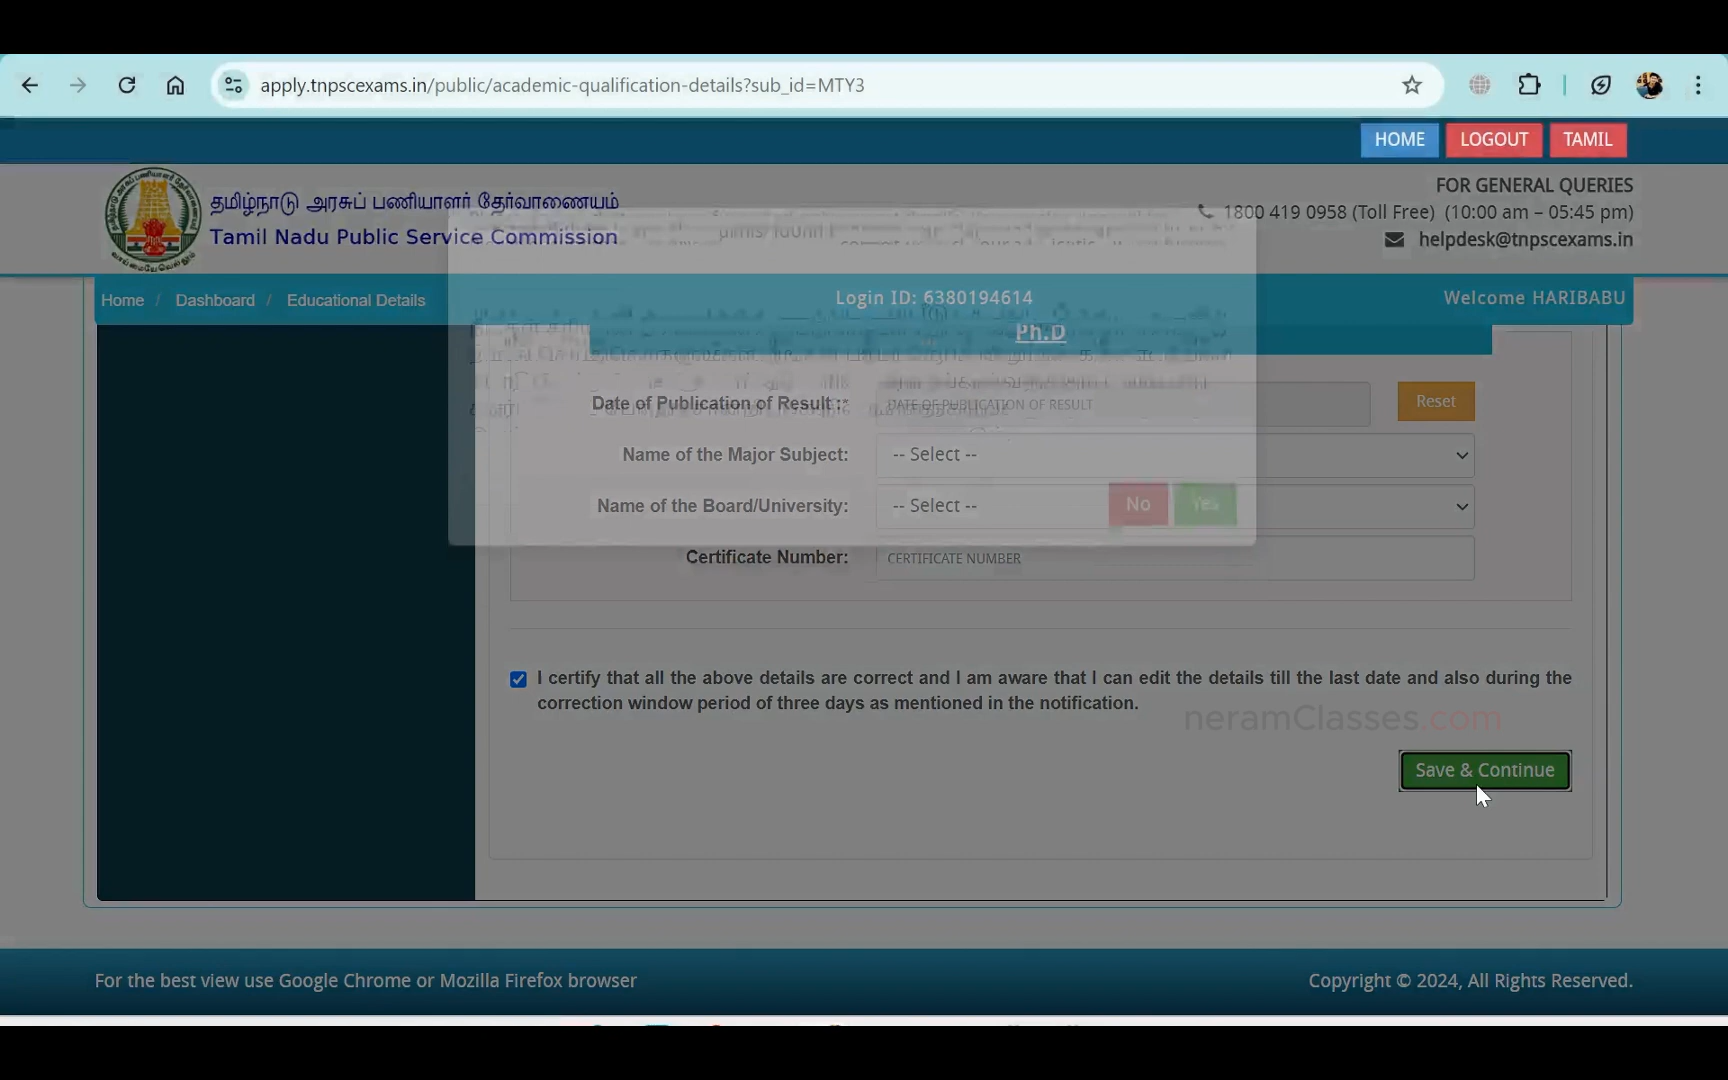 apply.tnpscexams.in/public/academic-qualification-details?sub_id=MTY3
HOME LOGOUT TAMIL
தமிழ்நாடு அரசுப் பணியாளர் தேர்வாணையம்
Tamil Nadu Public Service Commission
FOR GENERAL QUERIES
1800 419 0958 (Toll Free) (10:00 am – 05:45 pm)
helpdesk@tnpscexams.in
Home / Dashboard / Educational Details
Login ID: 6380194614
Welcome HARIBABU
Ph.D
Date of Publication of Result :* DATE OF PUBLICATION OF RESULT Reset
Name of the Major Subject: -- Select --
Name of the Board/University: -- Select --
No Yes
Certificate Number: CERTIFICATE NUMBER
I certify that all the above details are correct and I am aware that I can edit the details till the last date and also during the
correction window period of three days as mentioned in the notification.
neramClasses.com
Save & Continue
For the best view use Google Chrome or Mozilla Firefox browser
Copyright © 2024, All Rights Reserved.